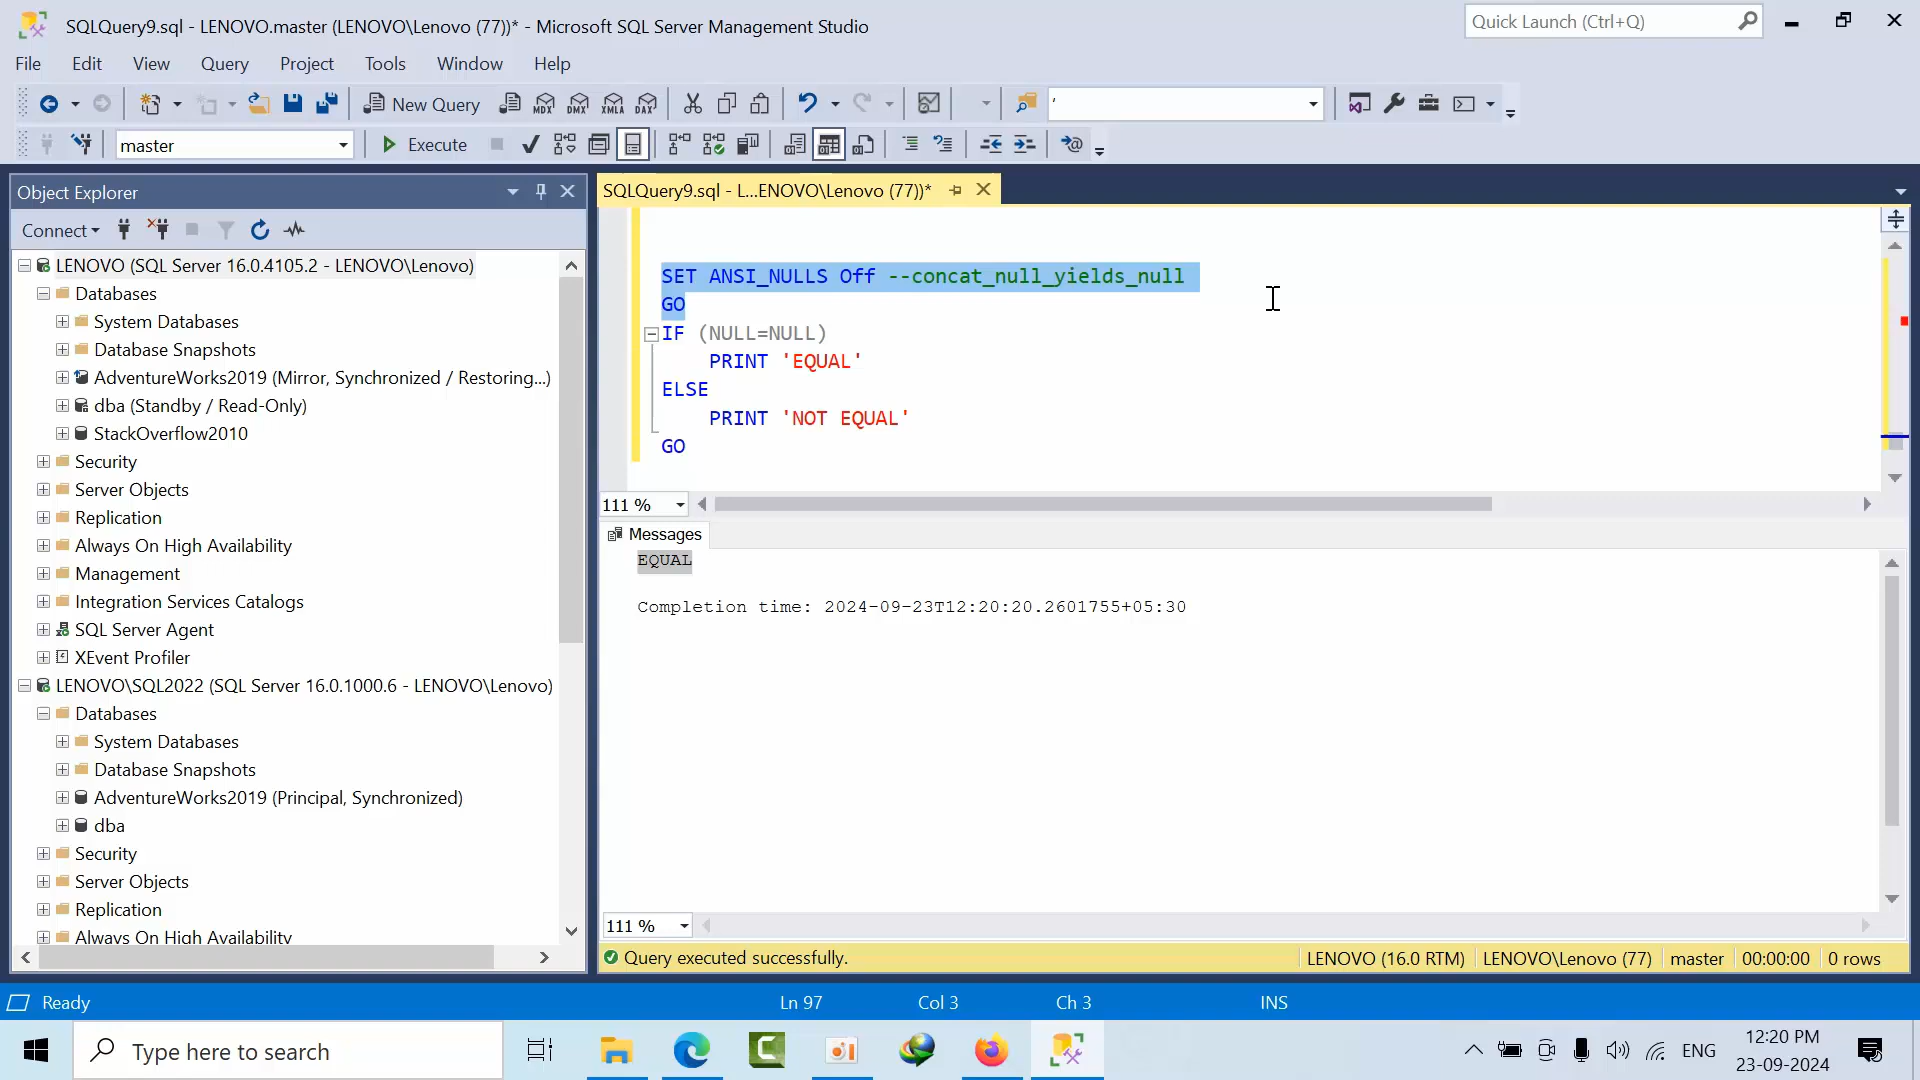 SQLQuery9.sql - LENOVO.master (LENOVO\Lenovo (77))* - Microsoft SQL Server Management Studio
Quick Launch (Ctrl+Q)
File Edit View Query Project Tools Window Help
New Query MDX DMX XMLA DAX '
master Execute
Object Explorer
SQLQuery9.sql - L...ENOVO\Lenovo (77))*
Connect
LENOVO (SQL Server 16.0.4105.2 - LENOVO\Lenovo)
Databases
System Databases
Database Snapshots
AdventureWorks2019 (Mirror, Synchronized / Restoring...)
dba (Standby / Read-Only)
StackOverflow2010
Security
Server Objects
Replication
Always On High Availability
Management
Integration Services Catalogs
SQL Server Agent
XEvent Profiler
LENOVO\SQL2022 (SQL Server 16.0.1000.6 - LENOVO\Lenovo)
Databases
System Databases
Database Snapshots
AdventureWorks2019 (Principal, Synchronized)
dba
Security
Server Objects
Replication
Always On High Availability
SET ANSI_NULLS Off --concat_null_yields_null
GO
IF (NULL=NULL)
PRINT 'EQUAL'
ELSE
PRINT 'NOT EQUAL'
GO
111 %
Messages
EQUAL
Completion time: 2024-09-23T12:20:20.2601755+05:30
111 %
Query executed successfully. LENOVO (16.0 RTM) LENOVO\Lenovo (77) master 00:00:00 0 rows
Ready Ln 97 Col 3 Ch 3 INS
Type here to search
ENG
12:20 PM
23-09-2024